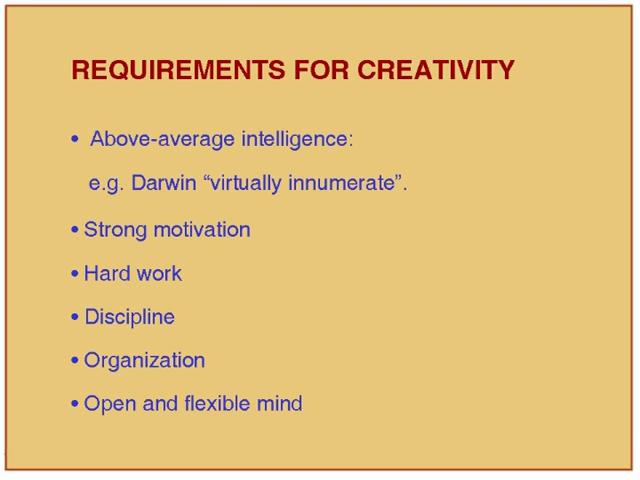 REQUIREMENTS FOR CREATIVITY
• Above-average intelligence:
e.g. Darwin “virtually innumerate”.
• Strong motivation
• Hard work
• Discipline
• Organization
• Open and flexible mind